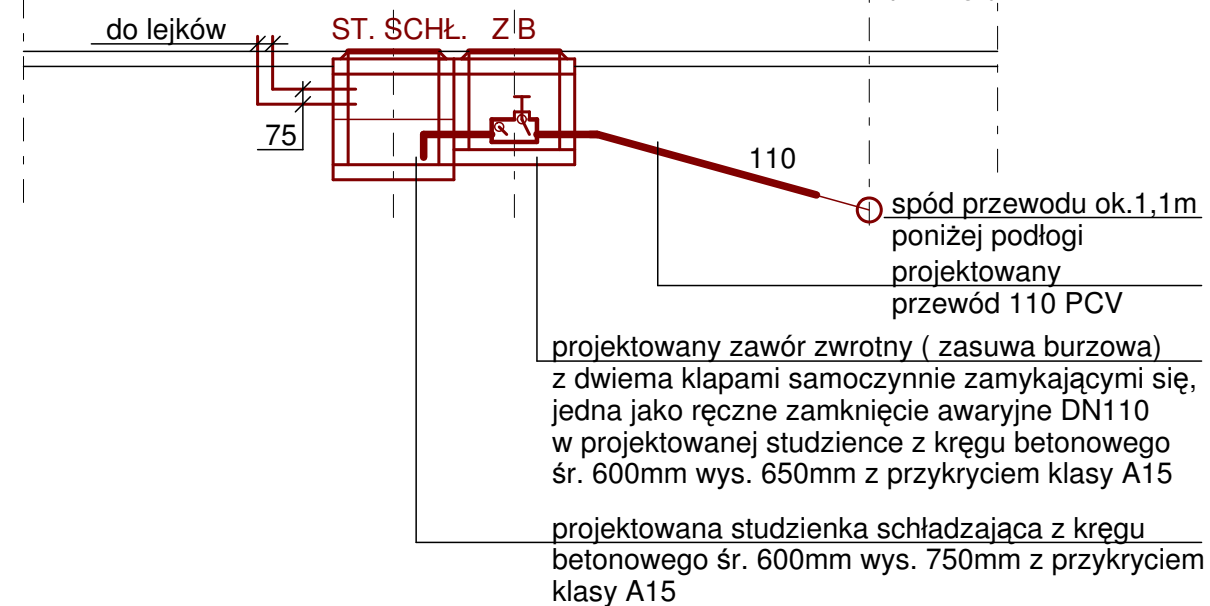 do lejków
ST. SCHŁ. ZB
75
110
spód przewodu ok.1,1m
poniżej podłogi
projektowany
przewód 110 PCV
projektowany zawór zwrotny ( zasuwa burzowa)
z dwiema klapami samoczynnie zamykającymi się,
jedna jako ręczne zamknięcie awaryjne DN110
w projektowanej studzience z kręgu betonowego
śr. 600mm wys. 650mm z przykryciem klasy A15
projektowana studzienka schładzająca z kręgu
betonowego śr. 600mm wys. 750mm z przykryciem
klasy A15